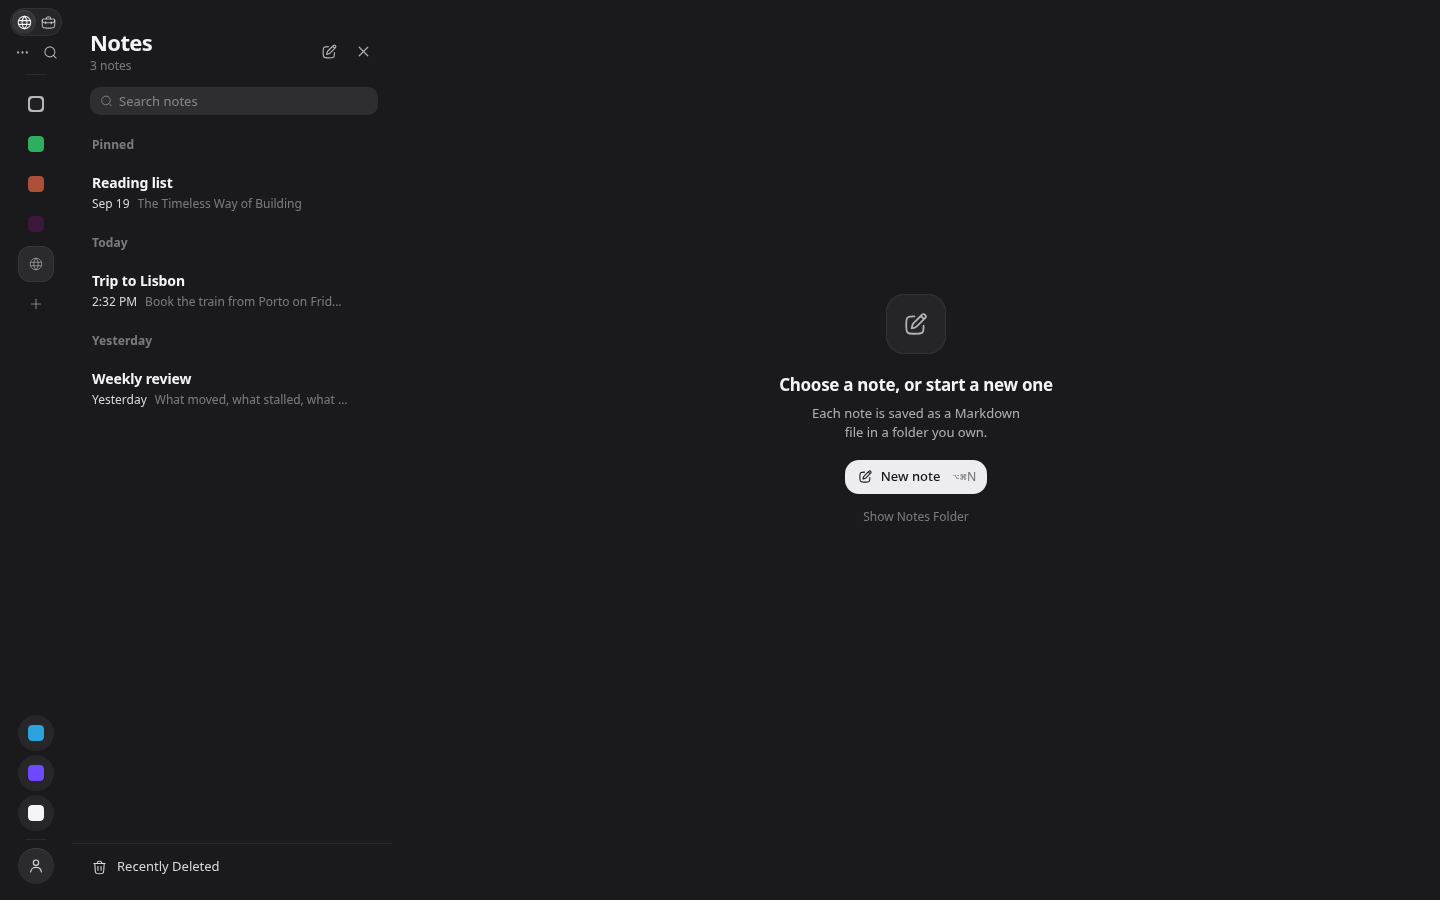 Notes
3 notes
Search notes
Pinned
Reading list
Sep 19 The Timeless Way of Building
Today
Trip to Lisbon
2:32 PM Book the train from Porto on Frid...
Yesterday
Weekly review
Yesterday What moved, what stalled, what ...
Recently Deleted
Choose a note, or start a new one
Each note is saved as a Markdown
file in a folder you own.
New note ⌥⌘N
Show Notes Folder